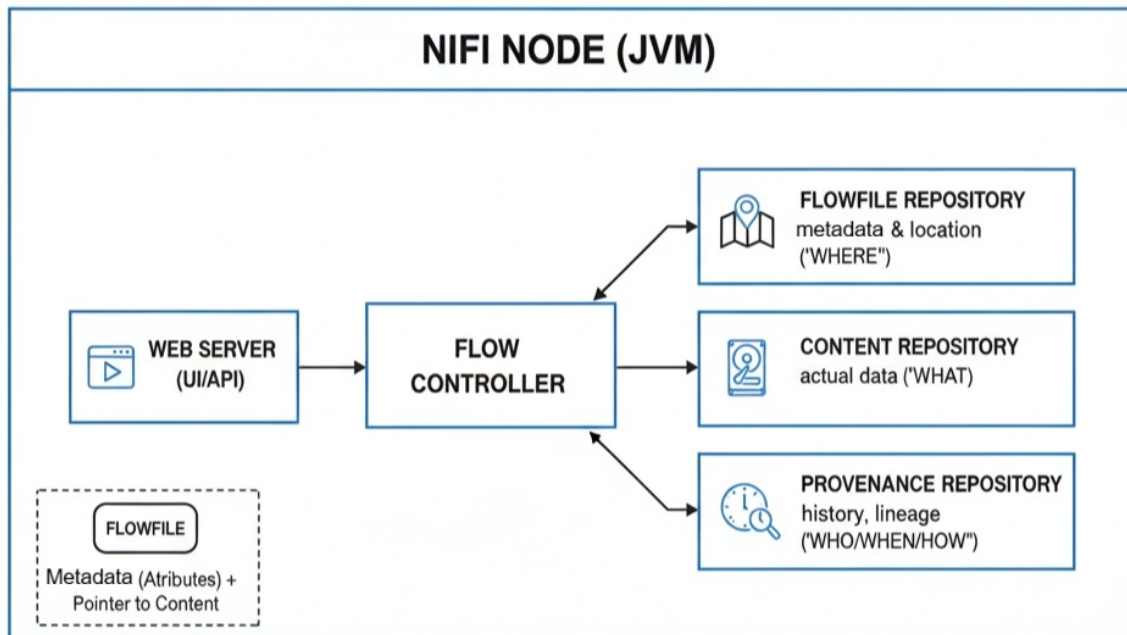 NIFI NODE (JVM)
WEB SERVER
(UI/API)
FLOW
CONTROLLER
FLOWFILE REPOSITORY
metadata & location
('WHERE")
CONTENT REPOSITORY
actual data ('WHAT)
PROVENANCE REPOSITORY
history, lineage
('WHO/WHEN/HOW")
FLOWFILE
Metadata (Atributes) +
Pointer to Content